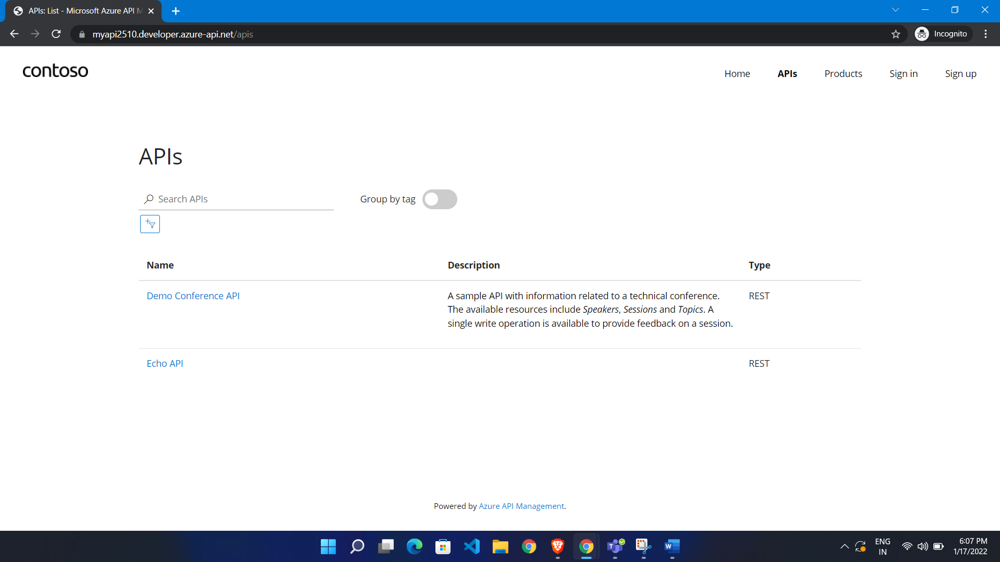 APIs: List - Microsoft Azure API M
myapi2510.developer.azure-api.net/apis
Incognito
contoso
Home
APIs
Products
Sign in
Sign up
APIs
Search APIs
Group by tag
Name
Description
Type
Demo Conference API
A sample API with information related to a technical conference.
The available resources include Speakers, Sessions and Topics. A
single write operation is available to provide feedback on a session.
REST
Echo API
REST
Powered by Azure API Management.
ENG
IN
6:07 PM
1/17/2022